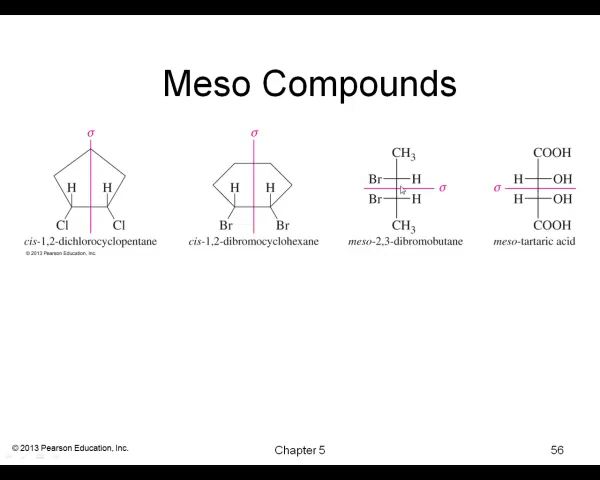 Meso Compounds
σ
H H
Cl Cl
cis-1,2-dichlorocyclopentane
© 2013 Pearson Education, Inc.
σ
H H
Br Br
cis-1,2-dibromocyclohexane
CH3
Br H
σ
Br H
CH3
meso-2,3-dibromobutane
COOH
H OH
σ
H OH
COOH
meso-tartaric acid
© 2013 Pearson Education, Inc.
Chapter 5
56